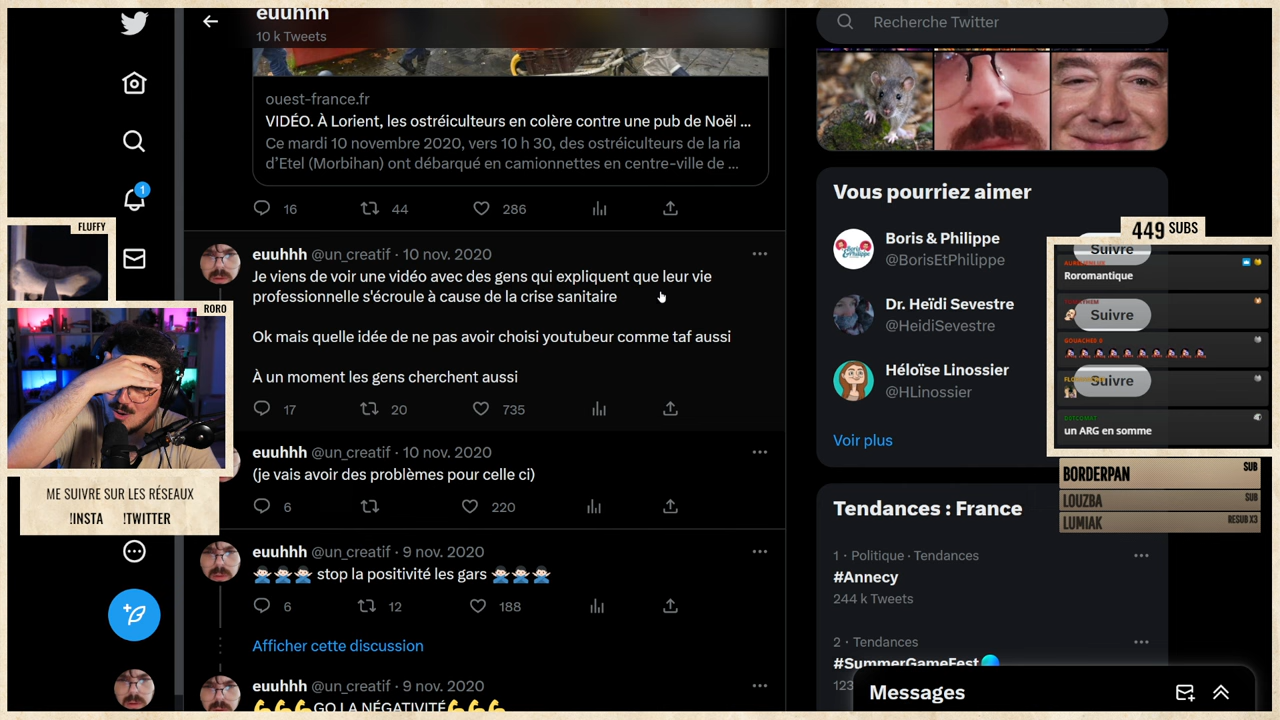 euuhhh
10 k Tweets
Recherche Twitter
ouest-france.fr
VIDÉO. À Lorient, les ostréiculteurs en colère contre une pub de Noël ...
Ce mardi 10 novembre 2020, vers 10 h 30, des ostréiculteurs de la ria
d'Etel (Morbihan) ont débarqué en camionnettes en centre-ville de ...
16 44 286
euuhhh @un_creatif · 10 nov. 2020
Je viens de voir une vidéo avec des gens qui expliquent que leur vie
professionnelle s'écroule à cause de la crise sanitaire
Ok mais quelle idée de ne pas avoir choisi youtubeur comme taf aussi
À un moment les gens cherchent aussi
17 20 735
euuhhh @un_creatif · 10 nov. 2020
(je vais avoir des problèmes pour celle ci)
6 220
euuhhh @un_creatif · 9 nov. 2020
🙅🏻‍♂️🙅🏻‍♂️🙅🏻‍♂️ stop la positivité les gars 🙅🏻‍♂️🙅🏻‍♂️🙅🏻‍♂️
6 12 188
Afficher cette discussion
euuhhh @un_creatif · 9 nov. 2020
💪💪💪GO LA NÉGATIVITÉ💪💪💪
1
FLUFFY
RORO
ME SUIVRE SUR LES RÉSEAUX
!INSTA !TWITTER
Vous pourriez aimer
Boris & Philippe
@BorisEtPhilippe
Suivre
Dr. Heïdi Sevestre
@HeidiSevestre
Suivre
Héloïse Linossier
@HLinossier
Suivre
Voir plus
449 SUBS
Roromantique
un ARG en somme
BORDERPAN SUB
LOUZBA SUB
LUMIAK RESUB X3
Tendances : France
1 · Politique · Tendances
#Annecy
244 k Tweets
2 · Tendances
#SummerGameFest
123
Messages